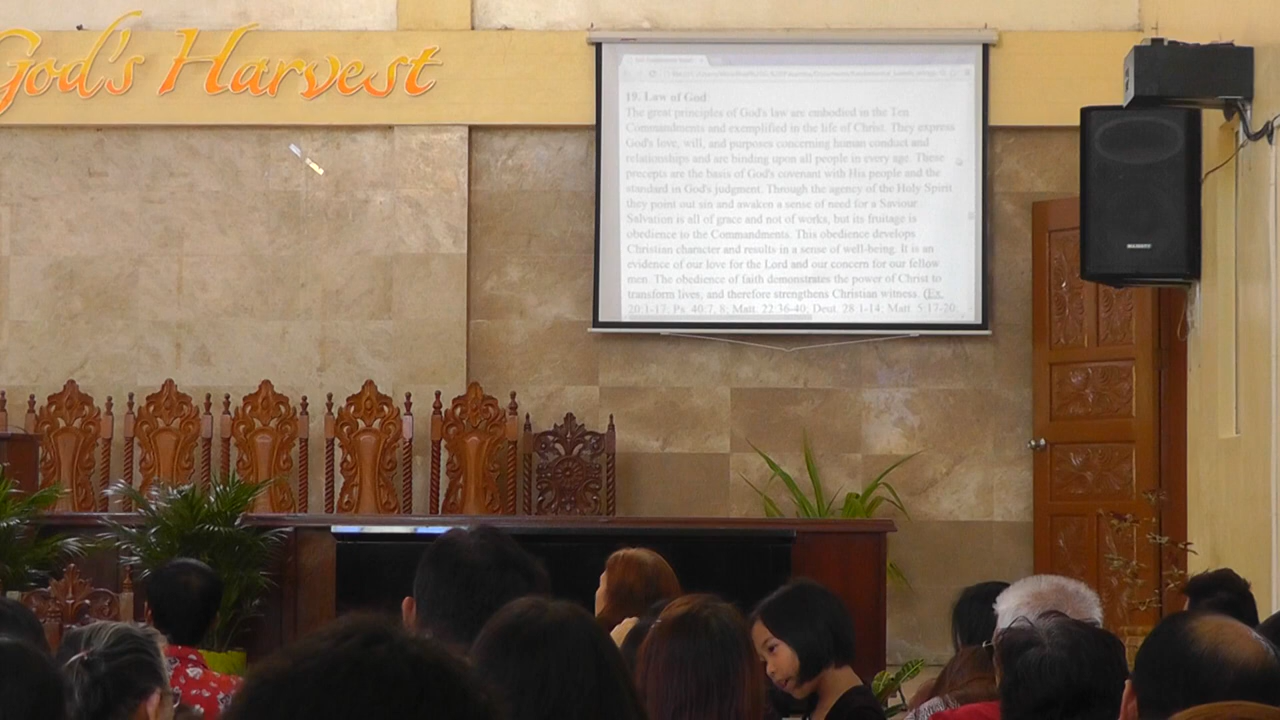 God's Harvest
19. Law of God
The great principles of God's law are embodied in the Ten
Commandments and exemplified in the life of Christ. They express
God's love, will, and purposes concerning human conduct and
relationships and are binding upon all people in every age. These
precepts are the basis of God's covenant with His people and the
standard in God's judgment. Through the agency of the Holy Spirit
they point out sin and awaken a sense of need for a Saviour
Salvation is all of grace and not of works, but its fruitage is
obedience to the Commandments. This obedience develops
Christian character and results in a sense of well-being. It is an
evidence of our love for the Lord and our concern for our fellow
men. The obedience of faith demonstrates the power of Christ to
transform lives, and therefore strengthens Christian witness. (Ex.
20:1-17; Ps. 40:7, 8; Matt. 22:36-40; Deut. 28:1-14; Matt. 5:17-20;